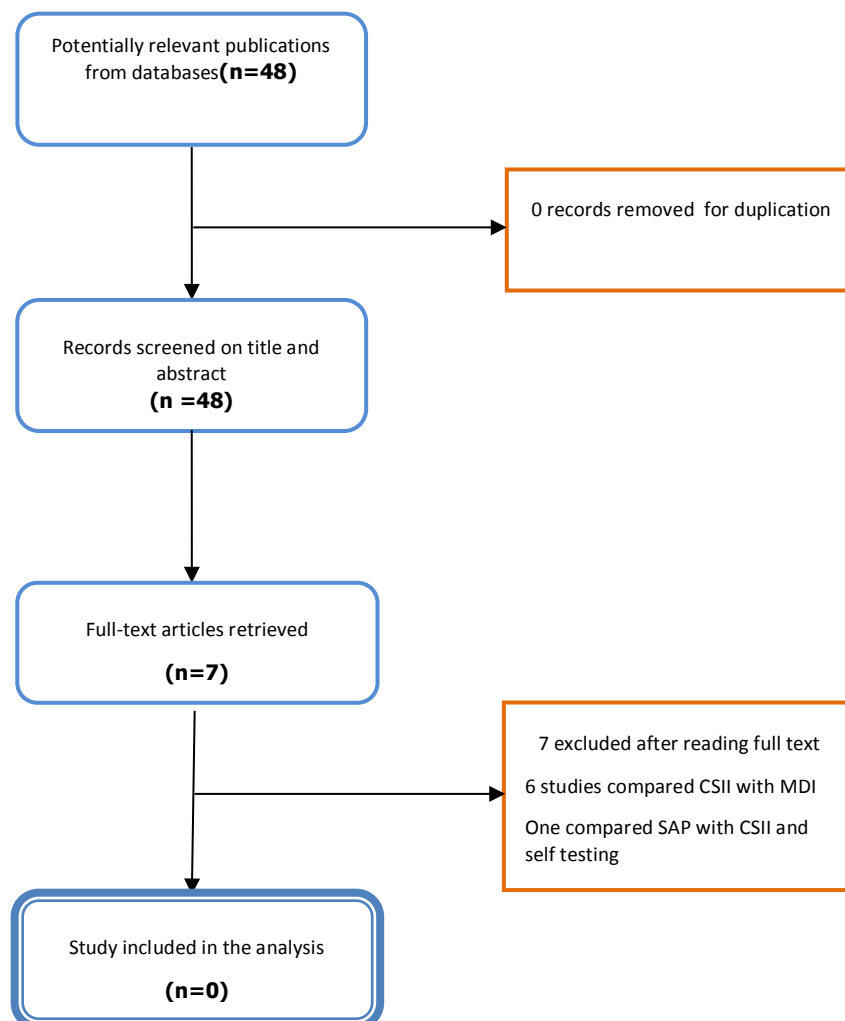 Potentially relevant publications
from databases(n=48)
0 records removed for duplication
Records screened on title and
abstract
(n =48)
Full-text articles retrieved
(n=7)
7 excluded after reading full text
6 studies compared CSII with MDI
One compared SAP with CSII and
self testing
Study included in the analysis
(n=0)